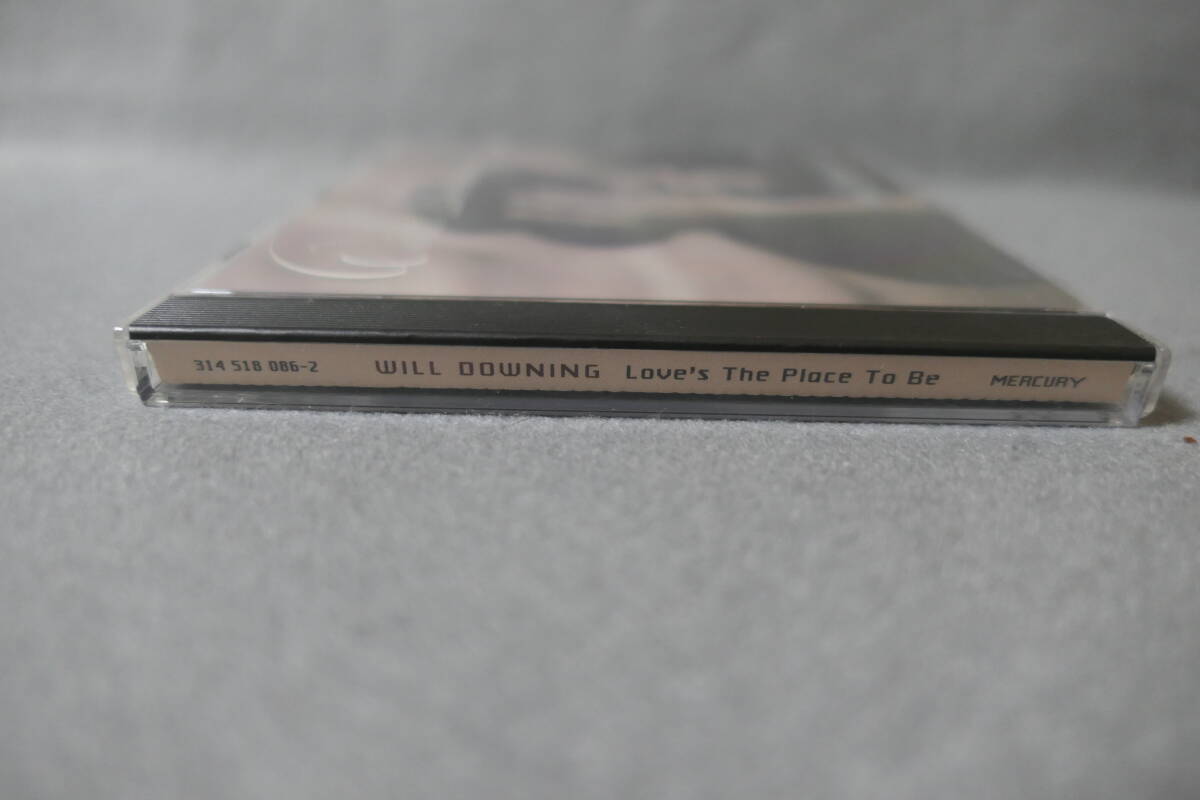 314 518 086-2 WILL DOWNING Love's The Place To Be MERCURY